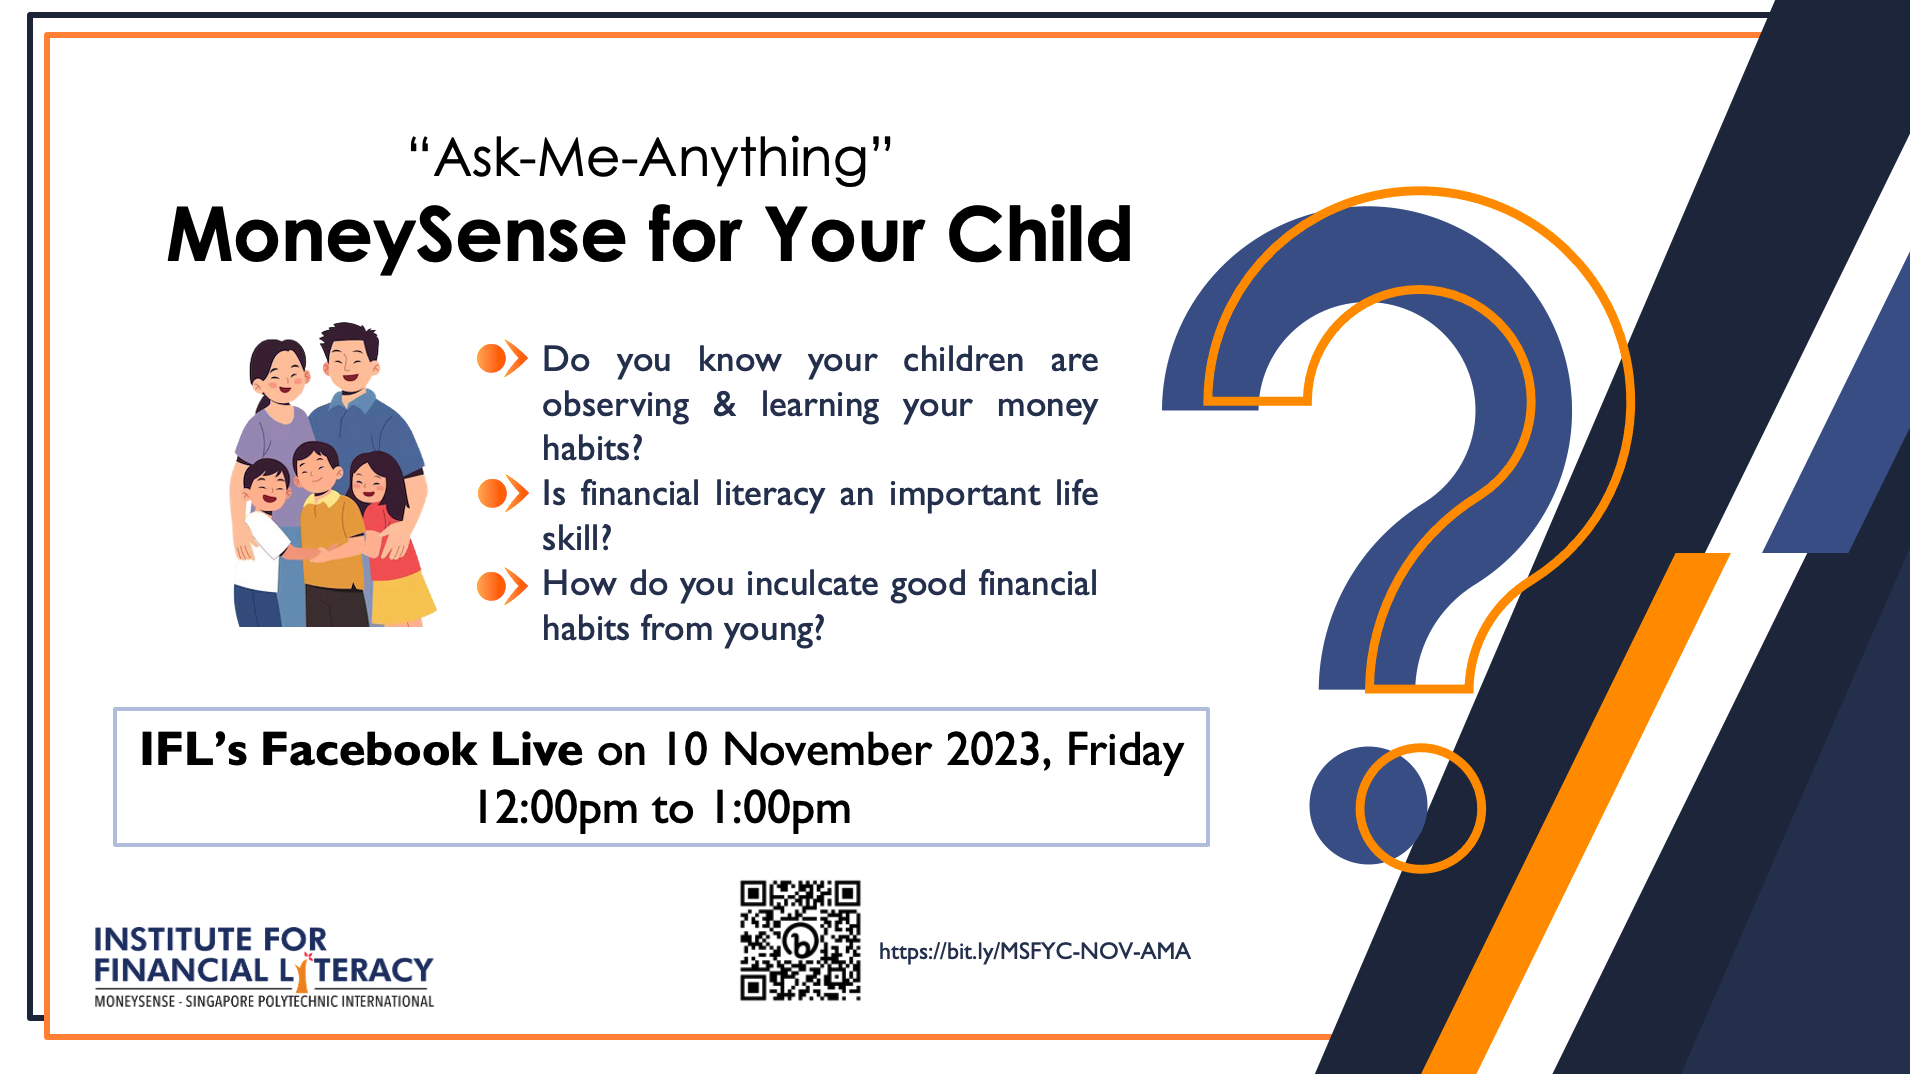 “Ask-Me-Anything”
MoneySense for Your Child
Do you know your children are
observing & learning your money
habits?
Is financial literacy an important life
skill?
How do you inculcate good financial
habits from young?
IFL’s Facebook Live on 10 November 2023, Friday
12:00pm to 1:00pm
INSTITUTE FOR
FINANCIAL LITERACY
MONEYSENSE - SINGAPORE POLYTECHNIC INTERNATIONAL
https://bit.ly/MSFYC-NOV-AMA